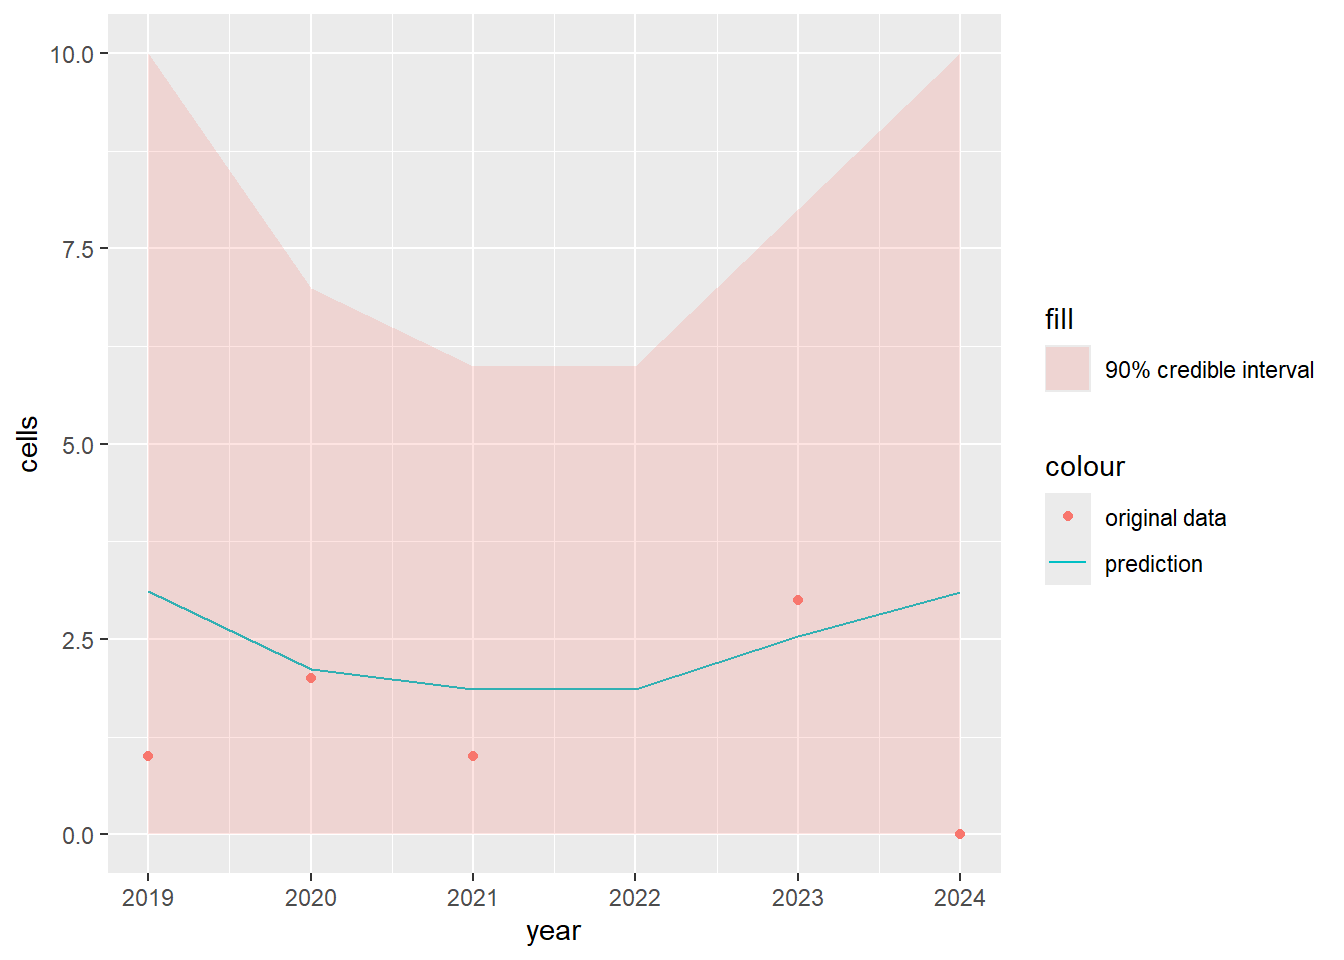 10.0
7.5
5.0
2.5
0.0
cells
2019 2020 2021 2022 2023 2024
year
fill
90% credible interval
colour
original data
prediction